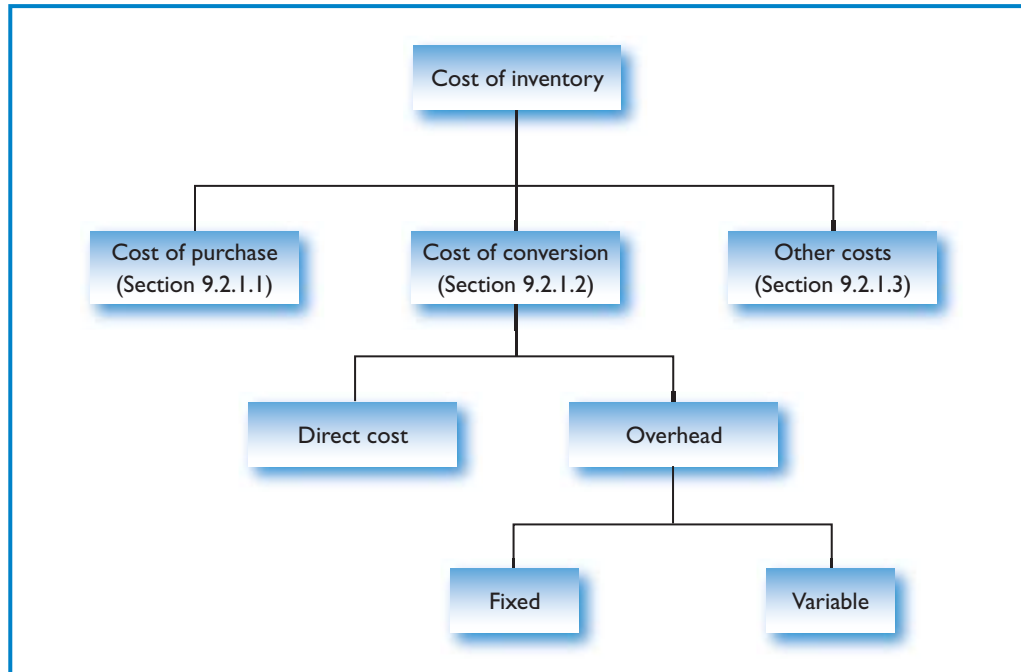 Cost of inventory
Cost of purchase
(Section 9.2.1.1)
Cost of conversion
(Section 9.2.1.2)
Other costs
(Section 9.2.1.3)
Direct cost
Overhead
Fixed
Variable